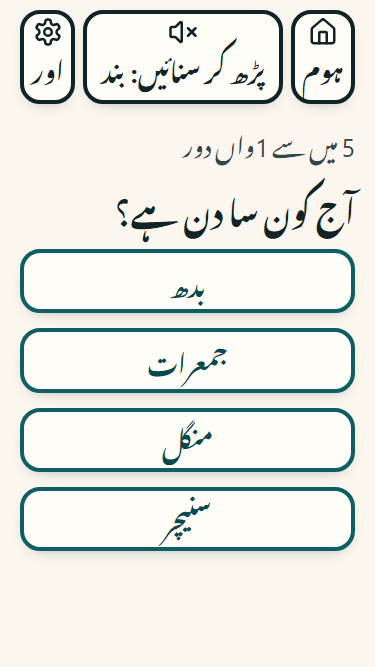 ہوم
پڑھ کر سنائیں: بند
اور
5 میں سے 1واں دور
آج کون سا دن ہے؟
بدھ
جمعرات
منگل
سنیچر